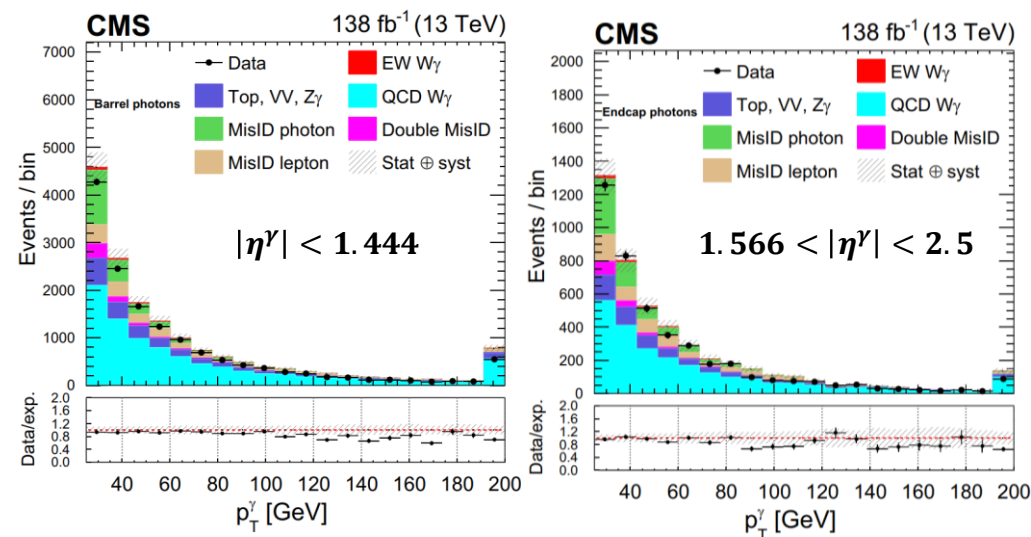 CMS
138 fb⁻¹ (13 TeV)
Events / bin
7000
6000
5000
4000
3000
2000
1000
0
Barrel photons
Data
EW Wγ
Top, VV, Zγ
QCD Wγ
MisID photon
Double MisID
MisID lepton
Stat ⊕ syst
|η^γ| < 1.444
Data/exp.
2.0
1.6
1.2
0.8
0.4
0.0
40 60 80 100 120 140 160 180 200
p_T^γ [GeV]
CMS
138 fb⁻¹ (13 TeV)
Events / bin
2000
1800
1600
1400
1200
1000
800
600
400
200
0
Endcap photons
Data
EW Wγ
Top, VV, Zγ
QCD Wγ
MisID photon
Double MisID
MisID lepton
Stat ⊕ syst
1.566 < |η^γ| < 2.5
Data/exp.
2.0
1.6
1.2
0.8
0.4
0.0
40 60 80 100 120 140 160 180 200
p_T^γ [GeV]